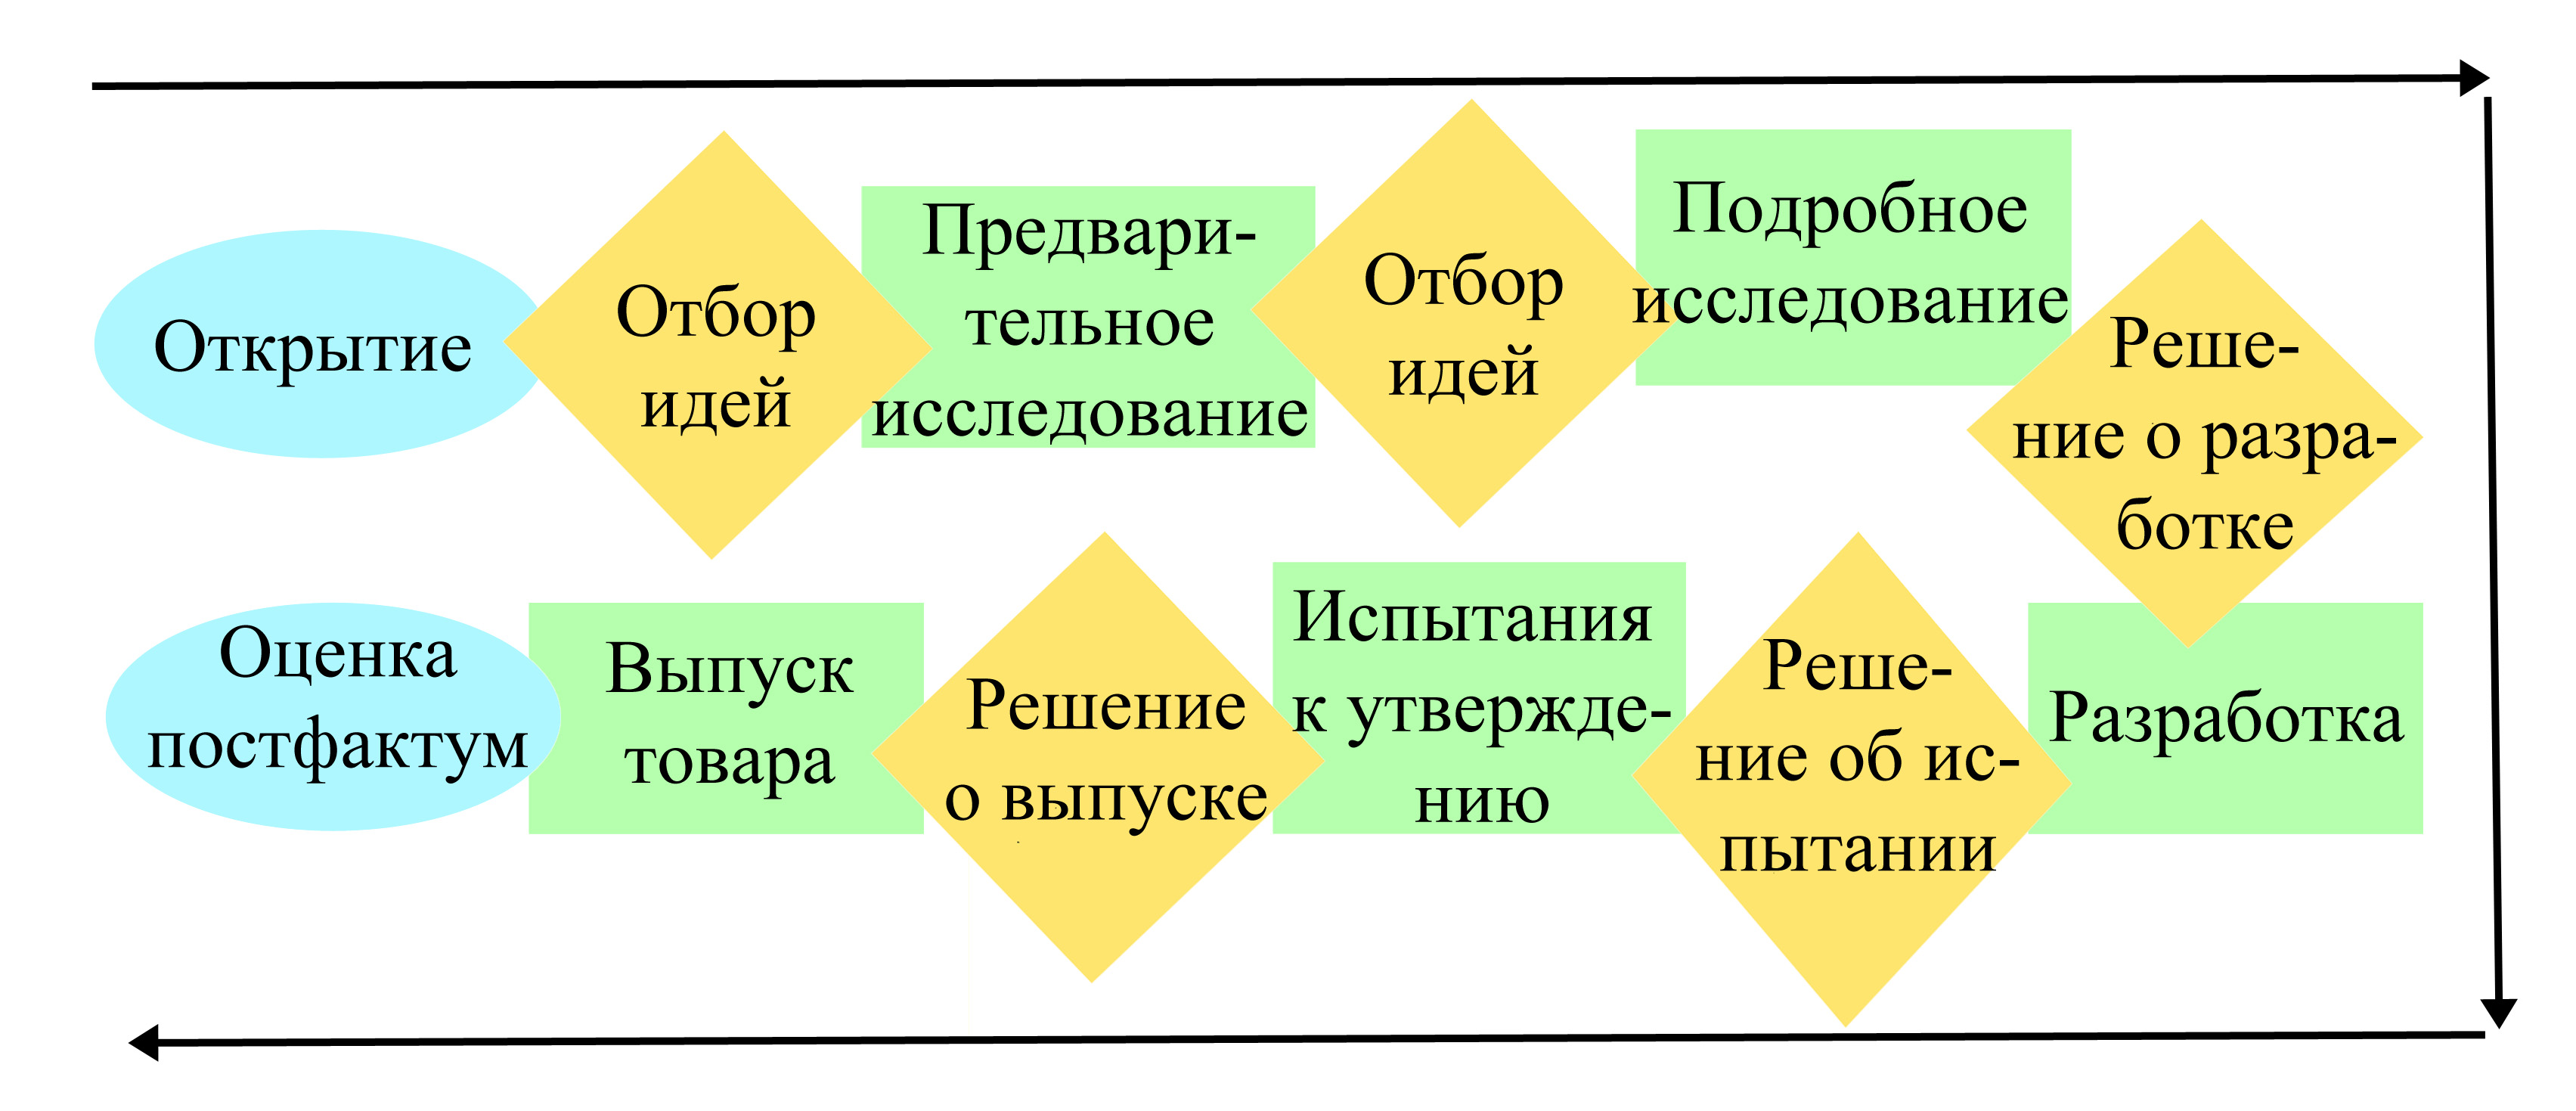 Открытие
Отбор
идей
Предвари-
тельное
исследование
Отбор
идей
Подробное
исследование
Реше-
ние о разра-
ботке
Разработка
Реше-
ние об ис-
пытании
Испытания
к утвержде-
нию
Решение
о выпуске
Выпуск
товара
Оценка
постфактум